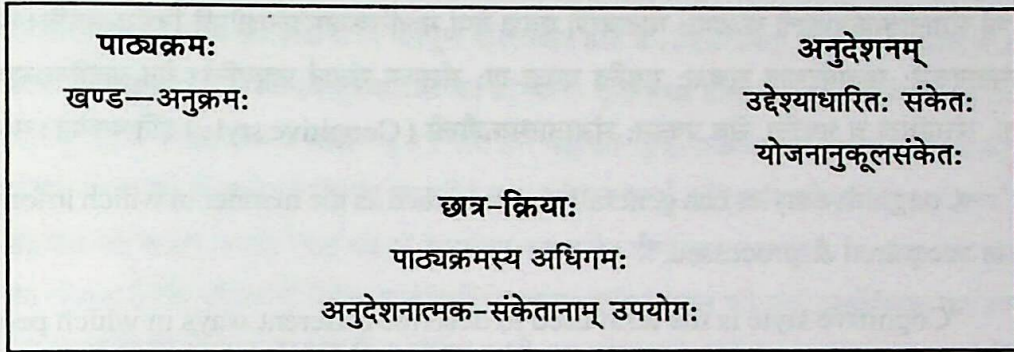 पाठ्यक्रमः अनुदेशनम्
खण्ड—अनुक्रमः उद्देश्याधारितः संकेतः
योजनानुकूलसंकेतः
छात्र-क्रियाः
पाठ्यक्रमस्य अधिगमः
अनुदेशनात्मक-संकेतानाम् उपयोगः